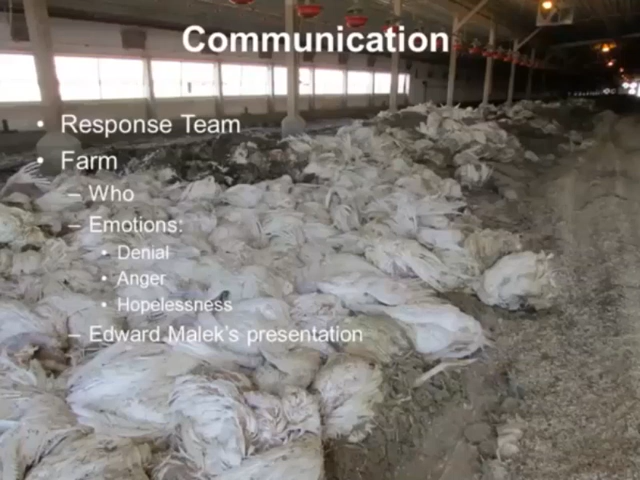 Communication
• Response Team
• Farm
– Who
– Emotions:
• Denial
• Anger
• Hopelessness
– Edward Malek's presentation